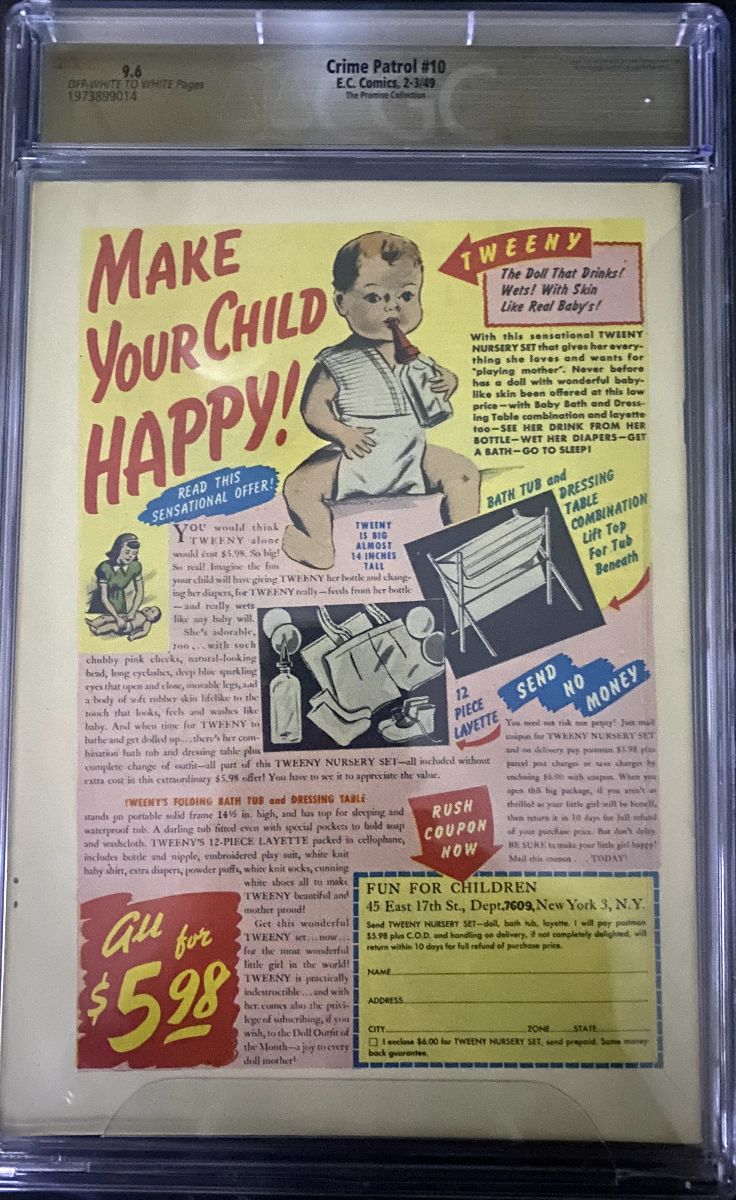 9.6
OFF-WHITE TO WHITE Pages
1973899014
Crime Patrol #10
E.C. Comics, 2-3/49
The Promise Collection
CGC
MAKE
YOUR CHILD
HAPPY!
TWEENY
The Doll That Drinks!
Wets! With Skin
Like Real Baby's!
With this sensational TWEENY
NURSERY SET that gives her every-
thing she loves and wants for
"playing mother". Never before
has a doll with wonderful baby-
like skin been offered at this low
price—with Baby Bath and Dress-
ing Table combination and layette
too—SEE HER DRINK FROM HER
BOTTLE—WET HER DIAPERS—GET
A BATH—GO TO SLEEP!
READ THIS
SENSATIONAL OFFER!
YOU would think
TWEENY alone
would cost $5.98. So big!
So real! Imagine the fun
your child will have giving TWEENY her bottle and chang-
ing her diapers, for TWEENY really—feeds from her bottle
—and really wets
like any baby will.
She's adorable,
too ... with such
chubby pink cheeks, natural-looking
head, long eyelashes, deep blue sparkling
eyes that open and close, movable legs, and
a body of soft rubber skin lifelike to the
touch that looks, feels and washes like
baby. And when time for TWEENY to
bathe and get dolled up...there's her com-
bination bath tub and dressing table plus
complete change of outfit—all part of this TWEENY NURSERY SET—all included without
extra cost in this extraordinary $5.98 offer! You have to see it to appreciate the value.
TWEENY
IS BIG
ALMOST
14 INCHES
TALL
BATH TUB and
DRESSING
TABLE
COMBINATION
Lift Top
For Tub
Beneath
12
PIECE
LAYETTE
SEND
NO
MONEY
You need not risk one penny! Just mail
coupon for TWEENY NURSERY SET
and on delivery pay postman $5.98 plus
parcel post charges or save charges by
enclosing $6.00 with coupon. When you
open this big package, if you aren't as
thrilled as your little girl will be herself,
then return it in 10 days for full refund
of your purchase price. But don't delay.
BE SURE to make your little girl happy!
Mail this coupon . . . TODAY!
TWEENY'S FOLDING BATH TUB and DRESSING TABLE
stands on portable solid frame 14½ in. high, and has top for sleeping and
waterproof tub. A darling tub fitted even with special pockets to hold soap
and washcloth. TWEENY'S 12-PIECE LAYETTE packed in cellophane,
includes bottle and nipple, embroidered play suit, white knit
baby shirt, extra diapers, powder puffs, white knit socks, cunning
white shoes all to make
TWEENY beautiful and
mother proud!
Get this wonderful
TWEENY set...now...
for the most wonderful
little girl in the world!
TWEENY is practically
indestructible...and with
her comes also the privi-
lege of subscribing, if you
wish, to the Doll Outfit of
the Month—a joy to every
doll mother!
RUSH
COUPON
NOW
All for
$5.98
FUN FOR CHILDREN
45 East 17th St., Dept. 7609, New York 3, N.Y.
Send TWEENY NURSERY SET—doll, bath tub, layette. I will pay postman
$5.98 plus C.O.D. and handling on delivery, if not completely delighted, will
return within 10 days for full refund of purchase price.
NAME
ADDRESS
CITY ZONE STATE
I enclose $6.00 for TWEENY NURSERY SET, send prepaid. Same money
back guarantee.